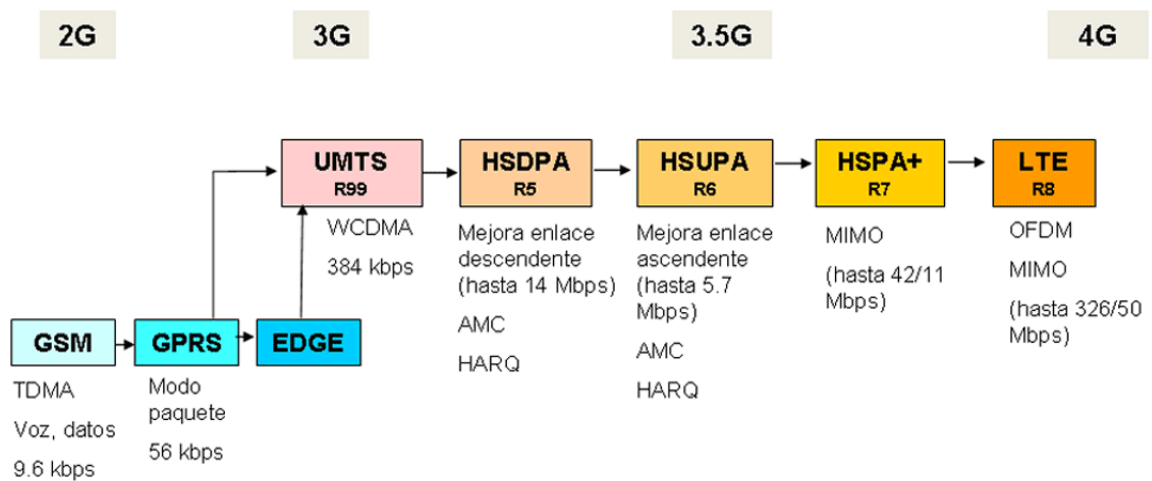 2G
3G
3.5G
4G
UMTS
R99
HSDPA
R5
HSUPA
R6
HSPA+
R7
LTE
R8
WCDMA
384 kbps
Mejora enlace
descendente
(hasta 14 Mbps)
AMC
HARQ
Mejora enlace
ascendente
(hasta 5.7
Mbps)
AMC
HARQ
MIMO
(hasta 42/11
Mbps)
OFDM
MIMO
(hasta 326/50
Mbps)
GSM
GPRS
EDGE
TDMA
Voz, datos
9.6 kbps
Modo
paquete
56 kbps